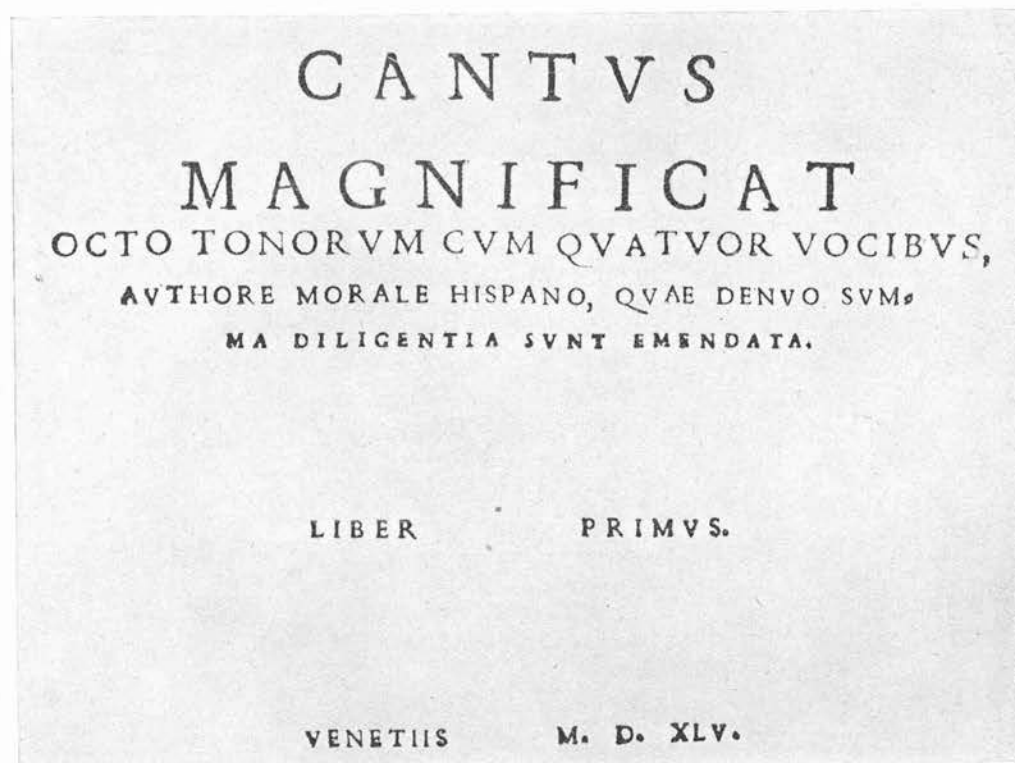 CANTVS
MAGNIFICAT
OCTO TONORVM CVM QVATVOR VOCIBVS,
AVTHORE MORALE HISPANO, QVAE DENVO SVM⸗
MA DILIGENTIA SVNT EMENDATA.
LIBER PRIMVS.
VENETIIS M. D. XLV.